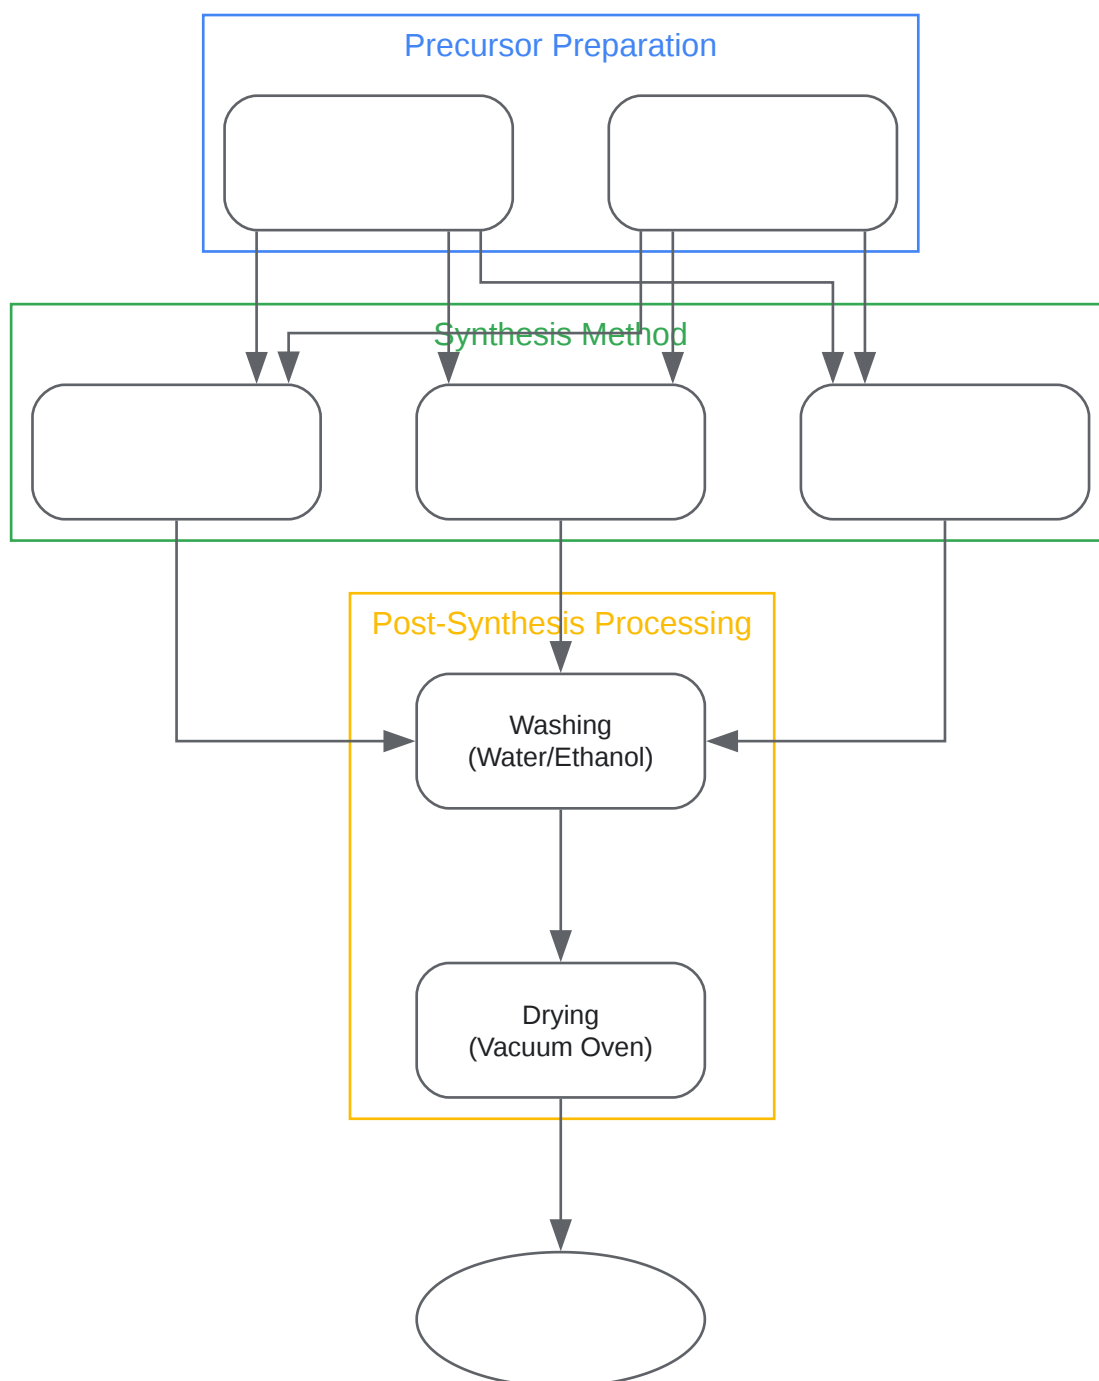 Precursor Preparation
Synthesis Method
Post-Synthesis Processing
Washing
(Water/Ethanol)
Drying
(Vacuum Oven)